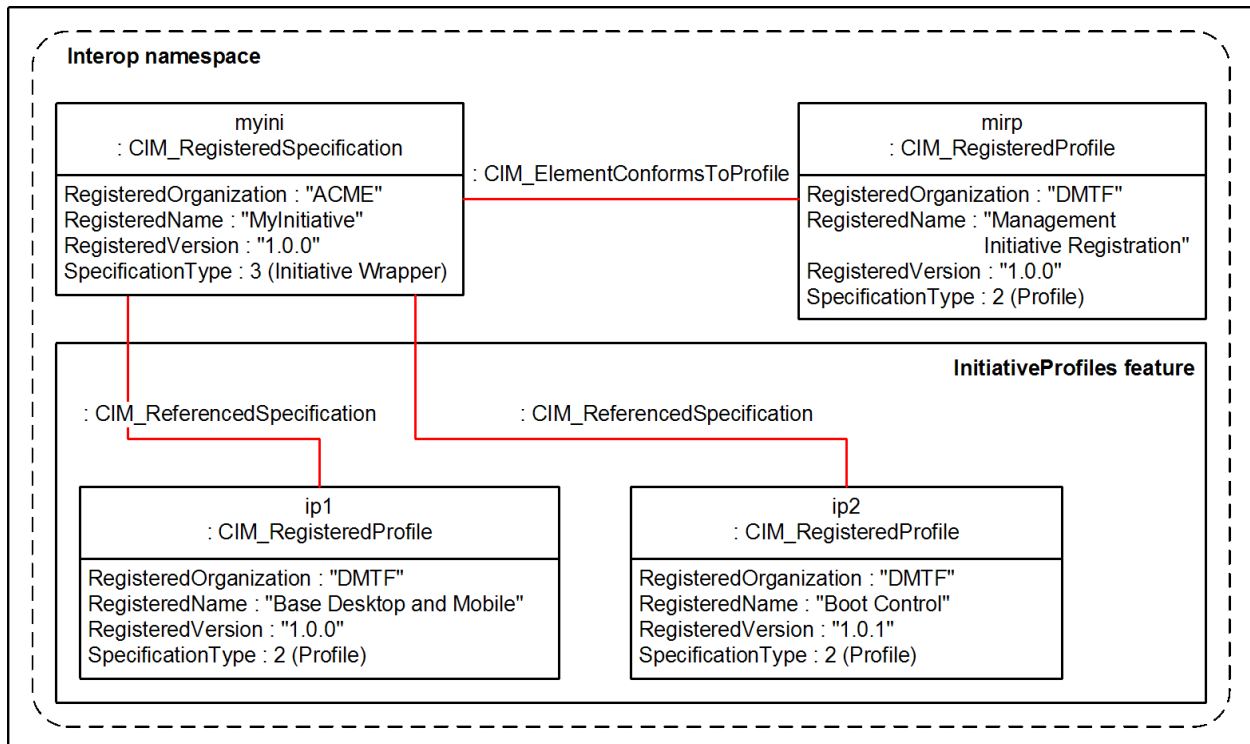 Interop namespace
myini
: CIM_RegisteredSpecification
RegisteredOrganization : "ACME"
RegisteredName : "MyInitiative"
RegisteredVersion : "1.0.0"
SpecificationType : 3 (Initiative Wrapper)
: CIM_ElementConformsToProfile
mirp
: CIM_RegisteredProfile
RegisteredOrganization : "DMTF"
RegisteredName : "Management
Initiative Registration"
RegisteredVersion : "1.0.0"
SpecificationType : 2 (Profile)
InitiativeProfiles feature
: CIM_ReferencedSpecification
: CIM_ReferencedSpecification
ip1
: CIM_RegisteredProfile
RegisteredOrganization : "DMTF"
RegisteredName : "Base Desktop and Mobile"
RegisteredVersion : "1.0.0"
SpecificationType : 2 (Profile)
ip2
: CIM_RegisteredProfile
RegisteredOrganization : "DMTF"
RegisteredName : "Boot Control"
RegisteredVersion : "1.0.1"
SpecificationType : 2 (Profile)